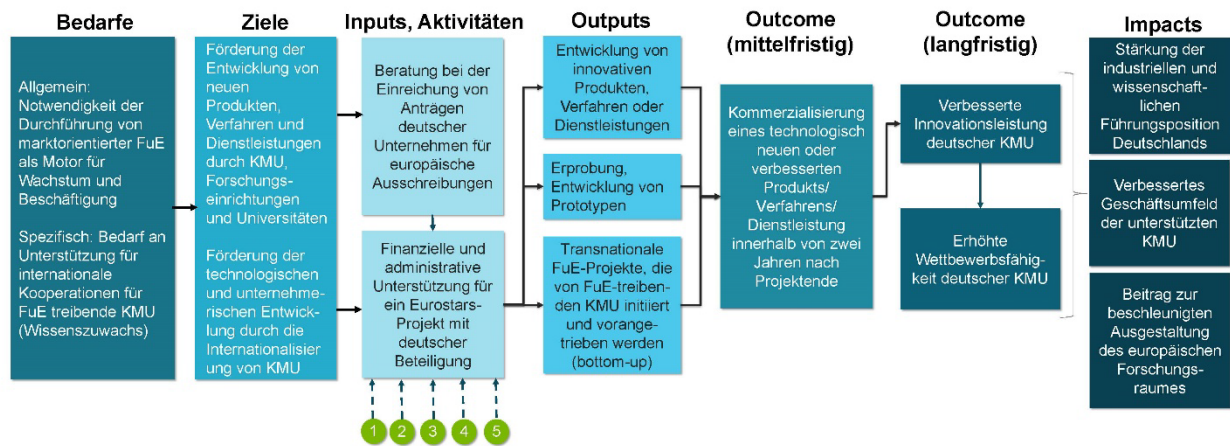 Bedarfe
Allgemein:
Notwendigkeit der
Durchführung von
marktorientierter FuE
als Motor für
Wachstum und
Beschäftigung
Spezifisch: Bedarf an
Unterstützung für
internationale
Kooperationen für
FuE treibende KMU
(Wissenszuwachs)
Ziele
Förderung der
Entwicklung von
neuen
Produkten,
Verfahren und
Dienstleistungen
durch KMU,
Forschungs-
einrichtungen
und Universitäten
Förderung der
technologischen
und unternehme-
rischen Entwick-
lung durch die
Internationalisier
ung von KMU
Inputs, Aktivitäten
Beratung bei der
Einreichung von
Anträgen
deutscher
Unternehmen für
europäische
Ausschreibungen
Finanzielle und
administrative
Unterstützung für
ein Eurostars-
Projekt mit
deutscher
Beteiligung
1 2 3 4 5
Outputs
Entwicklung von
innovativen
Produkten,
Verfahren oder
Dienstleistungen
Erprobung,
Entwicklung von
Prototypen
Transnationale
FuE-Projekte, die
von FuE-treiben-
den KMU initiiert
und vorange-
trieben werden
(bottom-up)
Outcome
(mittelfristig)
Kommerzialisierung
eines technologisch
neuen oder
verbesserten
Produkts/
Verfahrens/
Dienstleistung
innerhalb von zwei
Jahren nach
Projektende
Outcome
(langfristig)
Verbesserte
Innovationsleistung
deutscher KMU
Erhöhte
Wettbewerbsfähig-
keit deutscher KMU
Impacts
Stärkung der
industriellen und
wissenschaft-
lichen
Führungsposition
Deutschlands
Verbessertes
Geschäftsumfeld
der unterstützten
KMU
Beitrag zur
beschleunigten
Ausgestaltung
des europäischen
Forschungs-
raumes